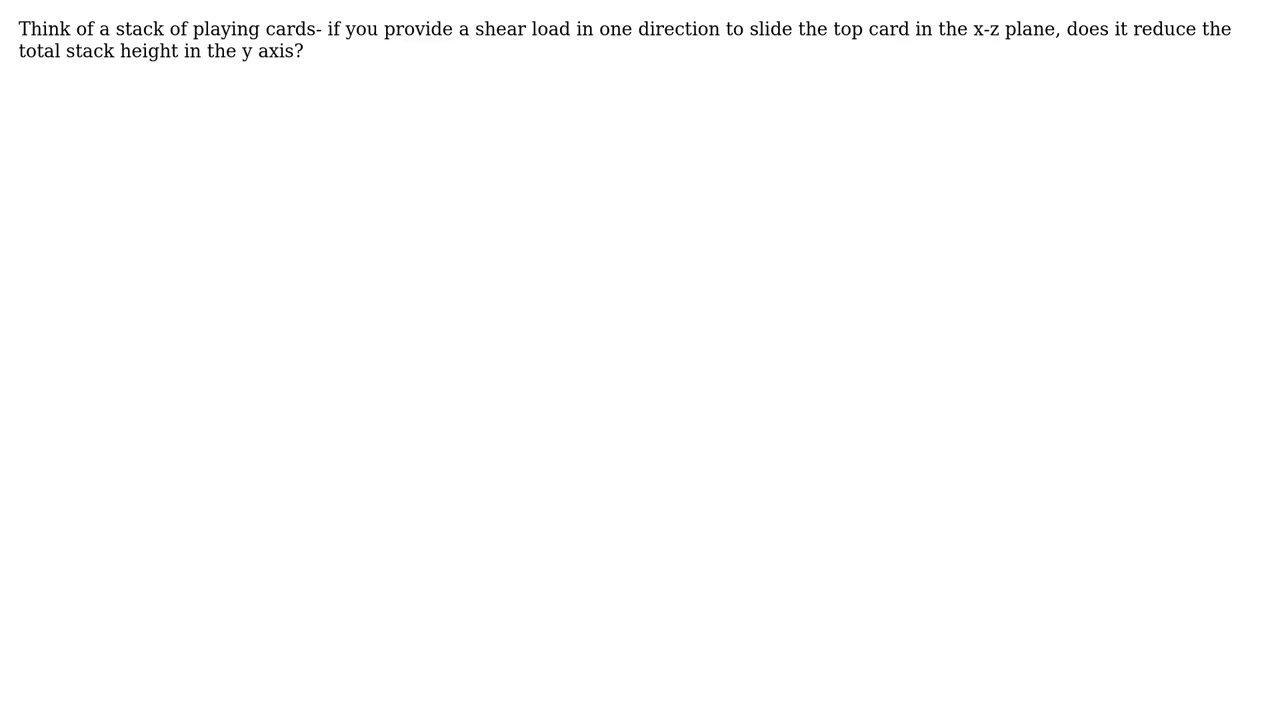 Think of a stack of playing cards- if you provide a shear load in one direction to slide the top card in the x-z plane, does it reduce the
total stack height in the y axis?